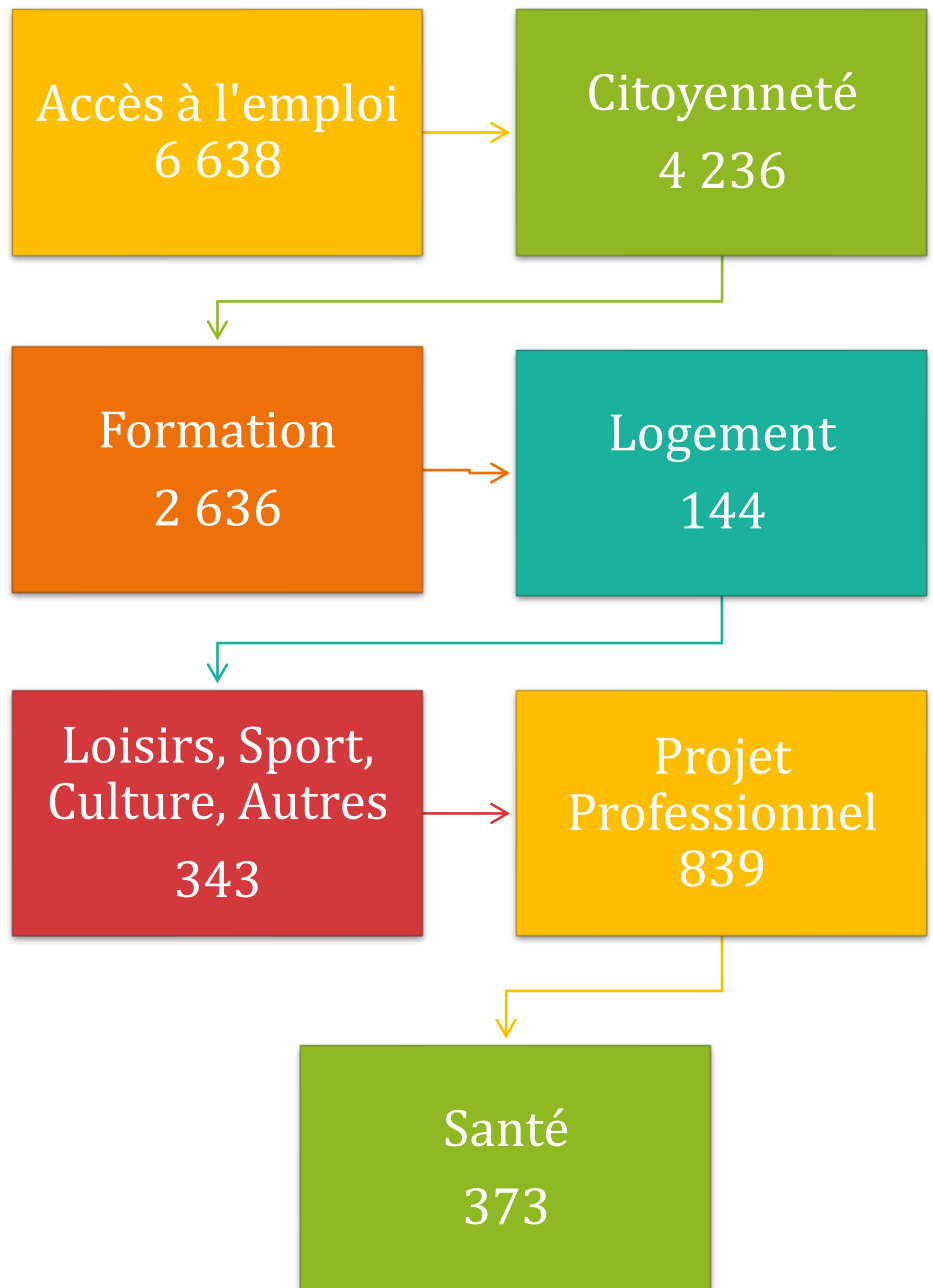 Accès à l'emploi
6 638
Citoyenneté
4 236
Formation
2 636
Logement
144
Loisirs, Sport,
Culture, Autres
343
Projet
Professionnel
839
Santé
373